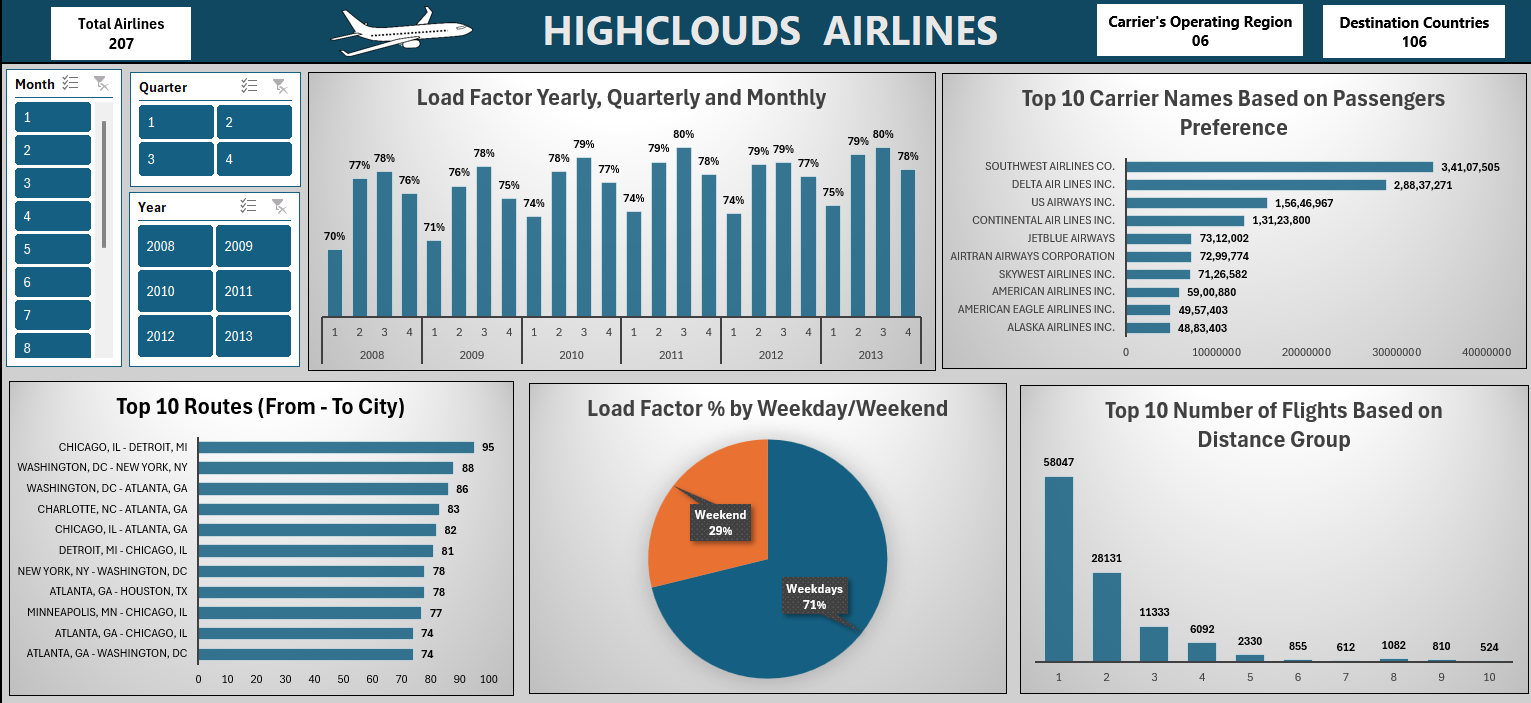 Total Airlines
207
HIGHCLOUDS AIRLINES
Carrier's Operating Region
06
Destination Countries
106
Month
1
2
3
4
5
6
7
8
Quarter
1 2
3 4
Year
2008 2009
2010 2011
2012 2013
Load Factor Yearly, Quarterly and Monthly
70% 77% 78% 76% 71% 76% 78% 75% 74% 78% 79% 77% 74% 79% 80% 78% 74% 79% 79% 77% 75% 79% 80% 78%
1 2 3 4 1 2 3 4 1 2 3 4 1 2 3 4 1 2 3 4 1 2 3 4
2008 2009 2010 2011 2012 2013
Top 10 Carrier Names Based on Passengers
Preference
SOUTHWEST AIRLINES CO. 3,41,07,505
DELTA AIR LINES INC. 2,88,37,271
US AIRWAYS INC. 1,56,46,967
CONTINENTAL AIR LINES INC. 1,31,23,800
JETBLUE AIRWAYS 73,12,002
AIRTRAN AIRWAYS CORPORATION 72,99,774
SKYWEST AIRLINES INC. 71,26,582
AMERICAN AIRLINES INC. 59,00,880
AMERICAN EAGLE AIRLINES INC. 49,57,403
ALASKA AIRLINES INC. 48,83,403
0 10000000 20000000 30000000 40000000
Top 10 Routes (From - To City)
CHICAGO, IL - DETROIT, MI 95
WASHINGTON, DC - NEW YORK, NY 88
WASHINGTON, DC - ATLANTA, GA 86
CHARLOTTE, NC - ATLANTA, GA 83
CHICAGO, IL - ATLANTA, GA 82
DETROIT, MI - CHICAGO, IL 81
NEW YORK, NY - WASHINGTON, DC 78
ATLANTA, GA - HOUSTON, TX 78
MINNEAPOLIS, MN - CHICAGO, IL 77
ATLANTA, GA - CHICAGO, IL 74
ATLANTA, GA - WASHINGTON, DC 74
0 10 20 30 40 50 60 70 80 90 100
Load Factor % by Weekday/Weekend
Weekend
29%
Weekdays
71%
Top 10 Number of Flights Based on
Distance Group
58047 28131 11333 6092 2330 855 612 1082 810 524
1 2 3 4 5 6 7 8 9 10